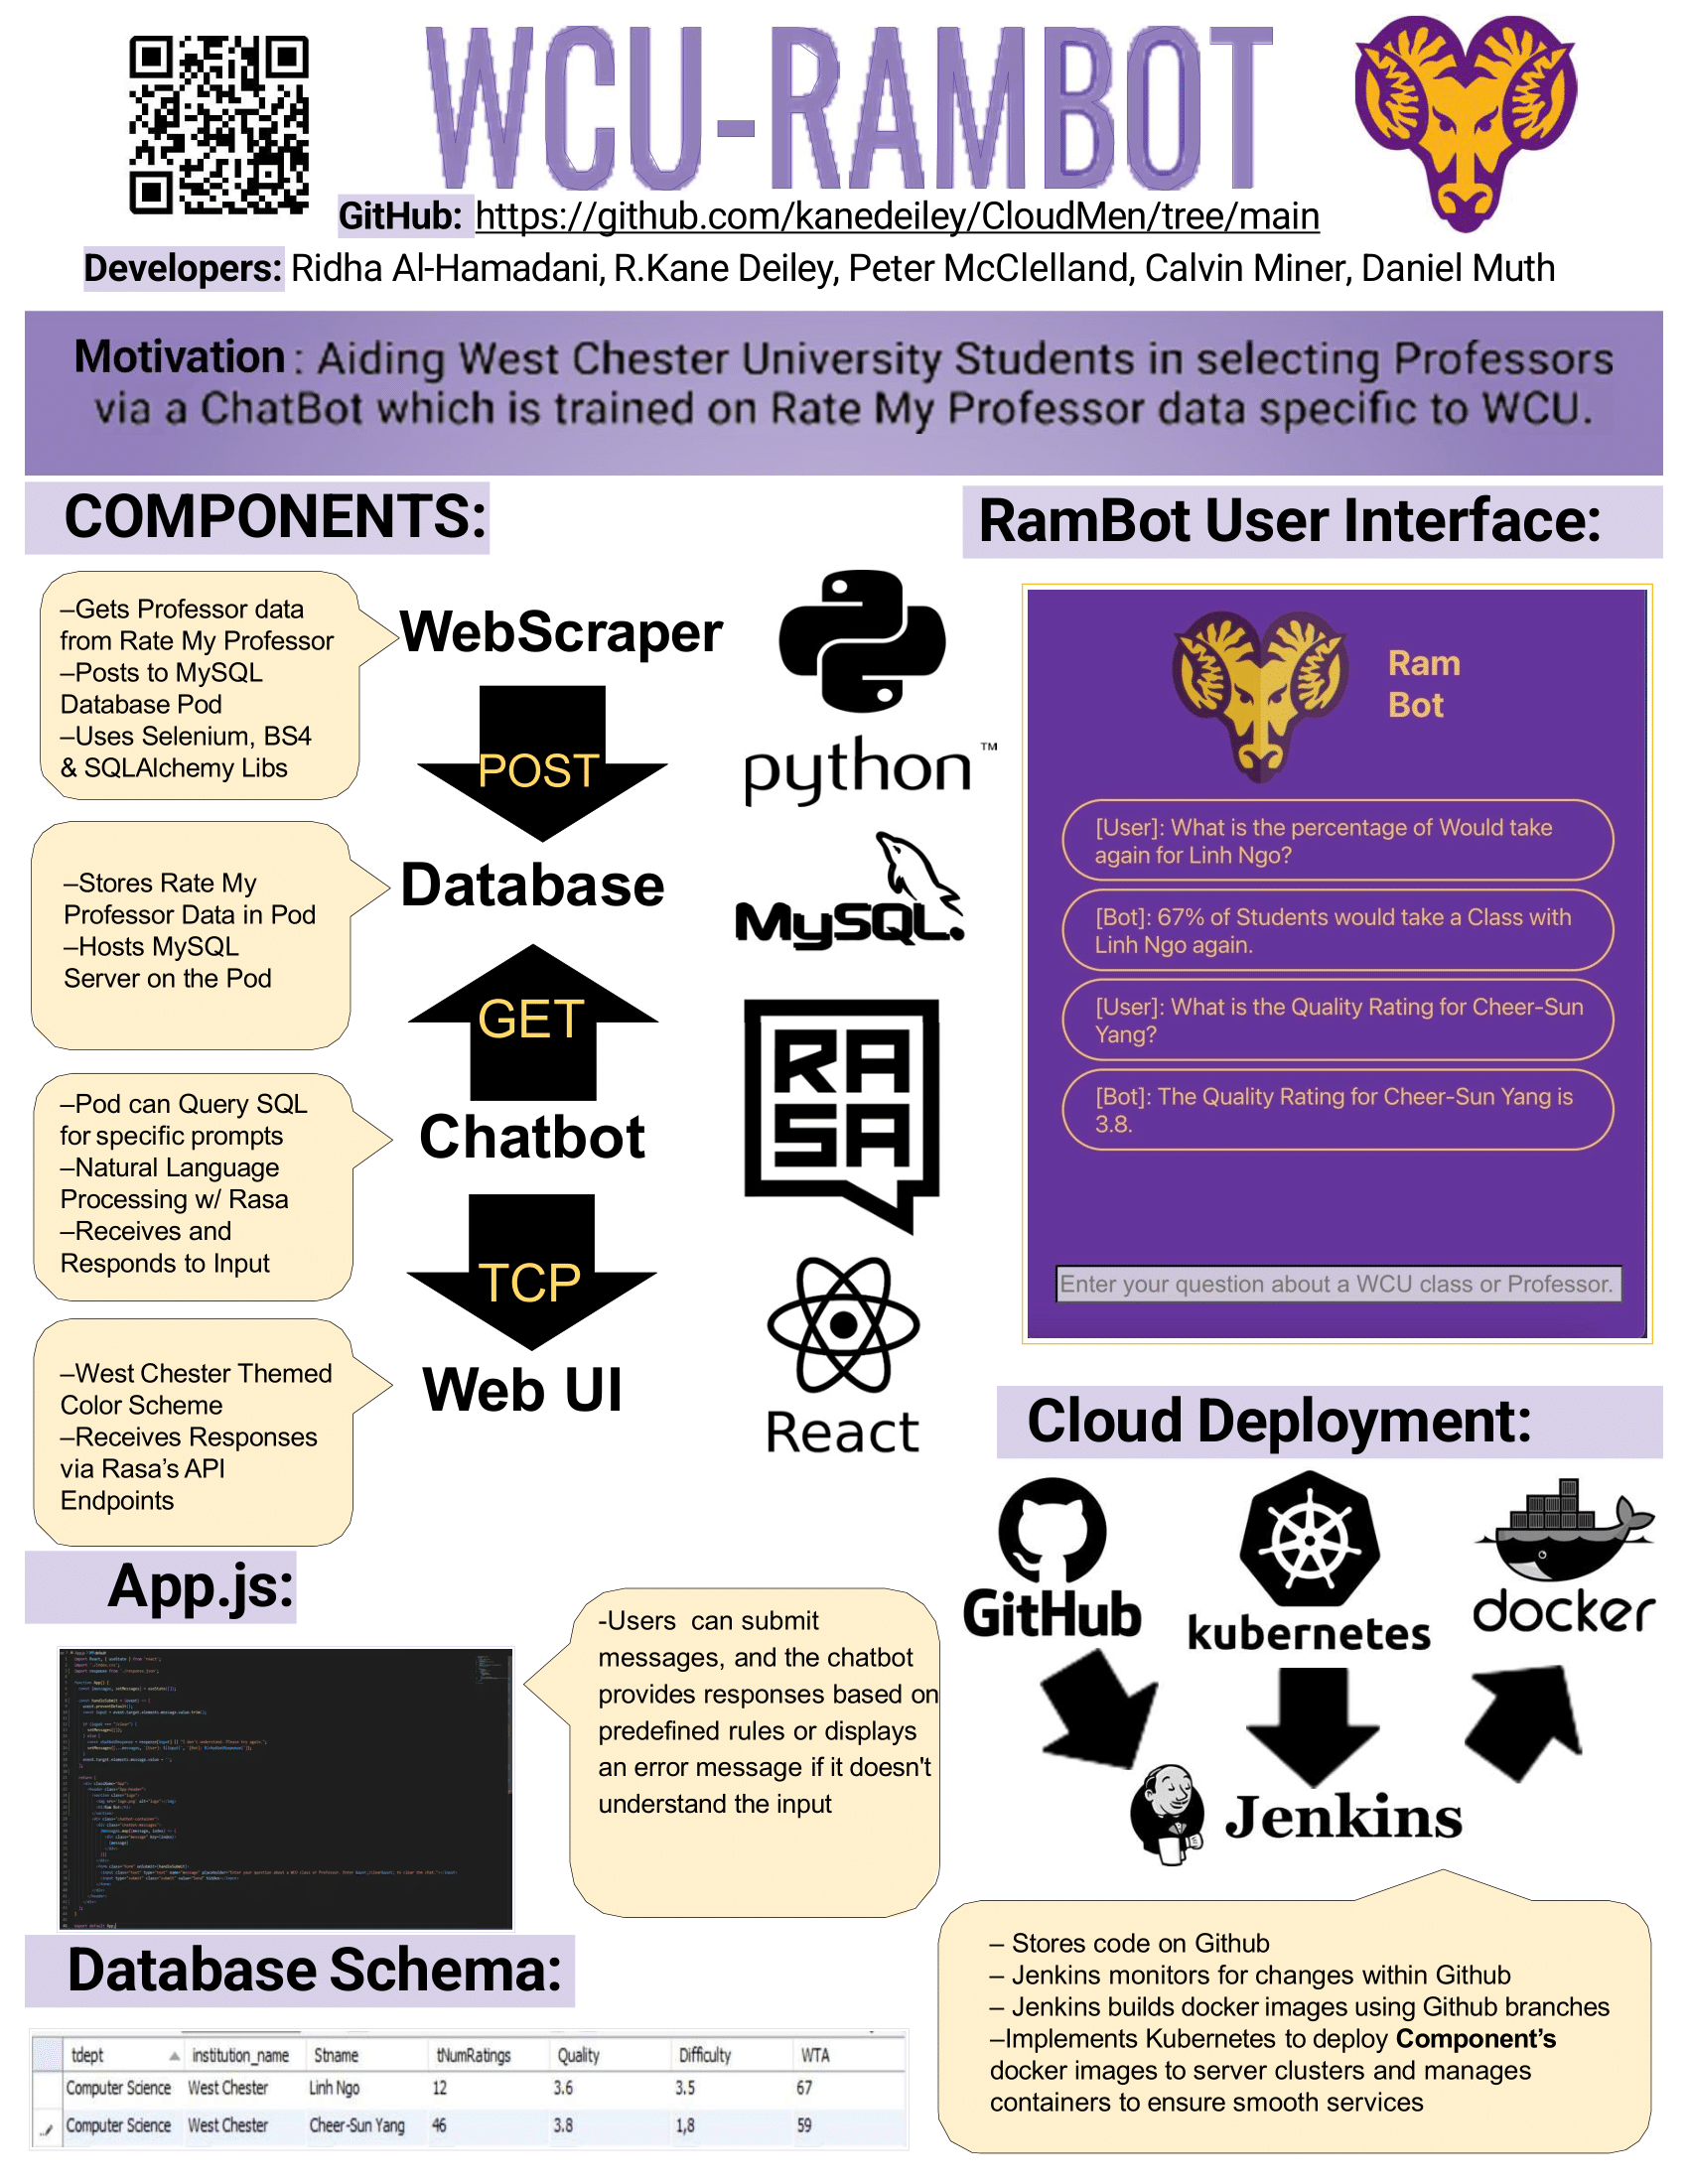 WCU-RAMBOT
GitHub: https://github.com/kanedeiley/CloudMen/tree/main
Developers: Ridha Al-Hamadani, R.Kane Deiley, Peter McClelland, Calvin Miner, Daniel Muth
Motivation : Aiding West Chester University Students in selecting Professors
via a ChatBot which is trained on Rate My Professor data specific to WCU.
COMPONENTS:
–Gets Professor data
from Rate My Professor
–Posts to MySQL
Database Pod
–Uses Selenium, BS4
& SQLAlchemy Libs
WebScraper
POST
python ™
–Stores Rate My
Professor Data in Pod
–Hosts MySQL
Server on the Pod
Database
MySQL.
GET
RA
SA
–Pod can Query SQL
for specific prompts
–Natural Language
Processing w/ Rasa
–Receives and
Responds to Input
Chatbot
TCP
–West Chester Themed
Color Scheme
–Receives Responses
via Rasa's API
Endpoints
Web UI
React
RamBot User Interface:
Ram
Bot
[User]: What is the percentage of Would take
again for Linh Ngo?
[Bot]: 67% of Students would take a Class with
Linh Ngo again.
[User]: What is the Quality Rating for Cheer-Sun
Yang?
[Bot]: The Quality Rating for Cheer-Sun Yang is
3.8.
Enter your question about a WCU class or Professor.
Cloud Deployment:
GitHub
kubernetes
docker
Jenkins
– Stores code on Github
– Jenkins monitors for changes within Github
– Jenkins builds docker images using Github branches
–Implements Kubernetes to deploy Component's
docker images to server clusters and manages
containers to ensure smooth services
App.js:
-Users can submit
messages, and the chatbot
provides responses based on
predefined rules or displays
an error message if it doesn't
understand the input
Database Schema:
tdept institution_name Stname tNumRatings Quality Difficulty WTA
Computer Science West Chester Linh Ngo 12 3.6 3.5 67
Computer Science West Chester Cheer-Sun Yang 46 3.8 1,8 59